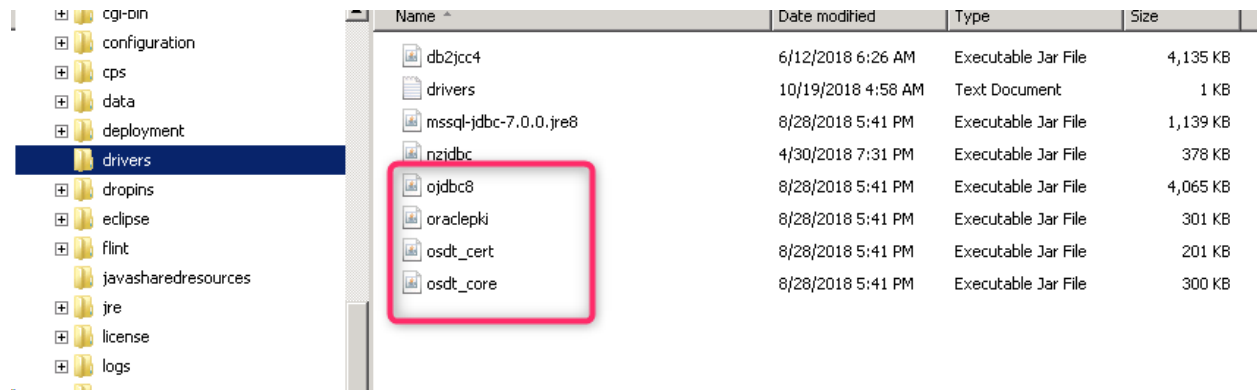 cgi-bin
configuration
cps
data
deployment
drivers
dropins
eclipse
flint
javasharedresources
jre
license
logs
Name Date modified Type Size
db2jcc4 6/12/2018 6:26 AM Executable Jar File 4,135 KB
drivers 10/19/2018 4:58 AM Text Document 1 KB
mssql-jdbc-7.0.0.jre8 8/28/2018 5:41 PM Executable Jar File 1,139 KB
nzjdbc 4/30/2018 7:31 PM Executable Jar File 378 KB
ojdbc8 8/28/2018 5:41 PM Executable Jar File 4,065 KB
oraclepki 8/28/2018 5:41 PM Executable Jar File 301 KB
osdt_cert 8/28/2018 5:41 PM Executable Jar File 201 KB
osdt_core 8/28/2018 5:41 PM Executable Jar File 300 KB